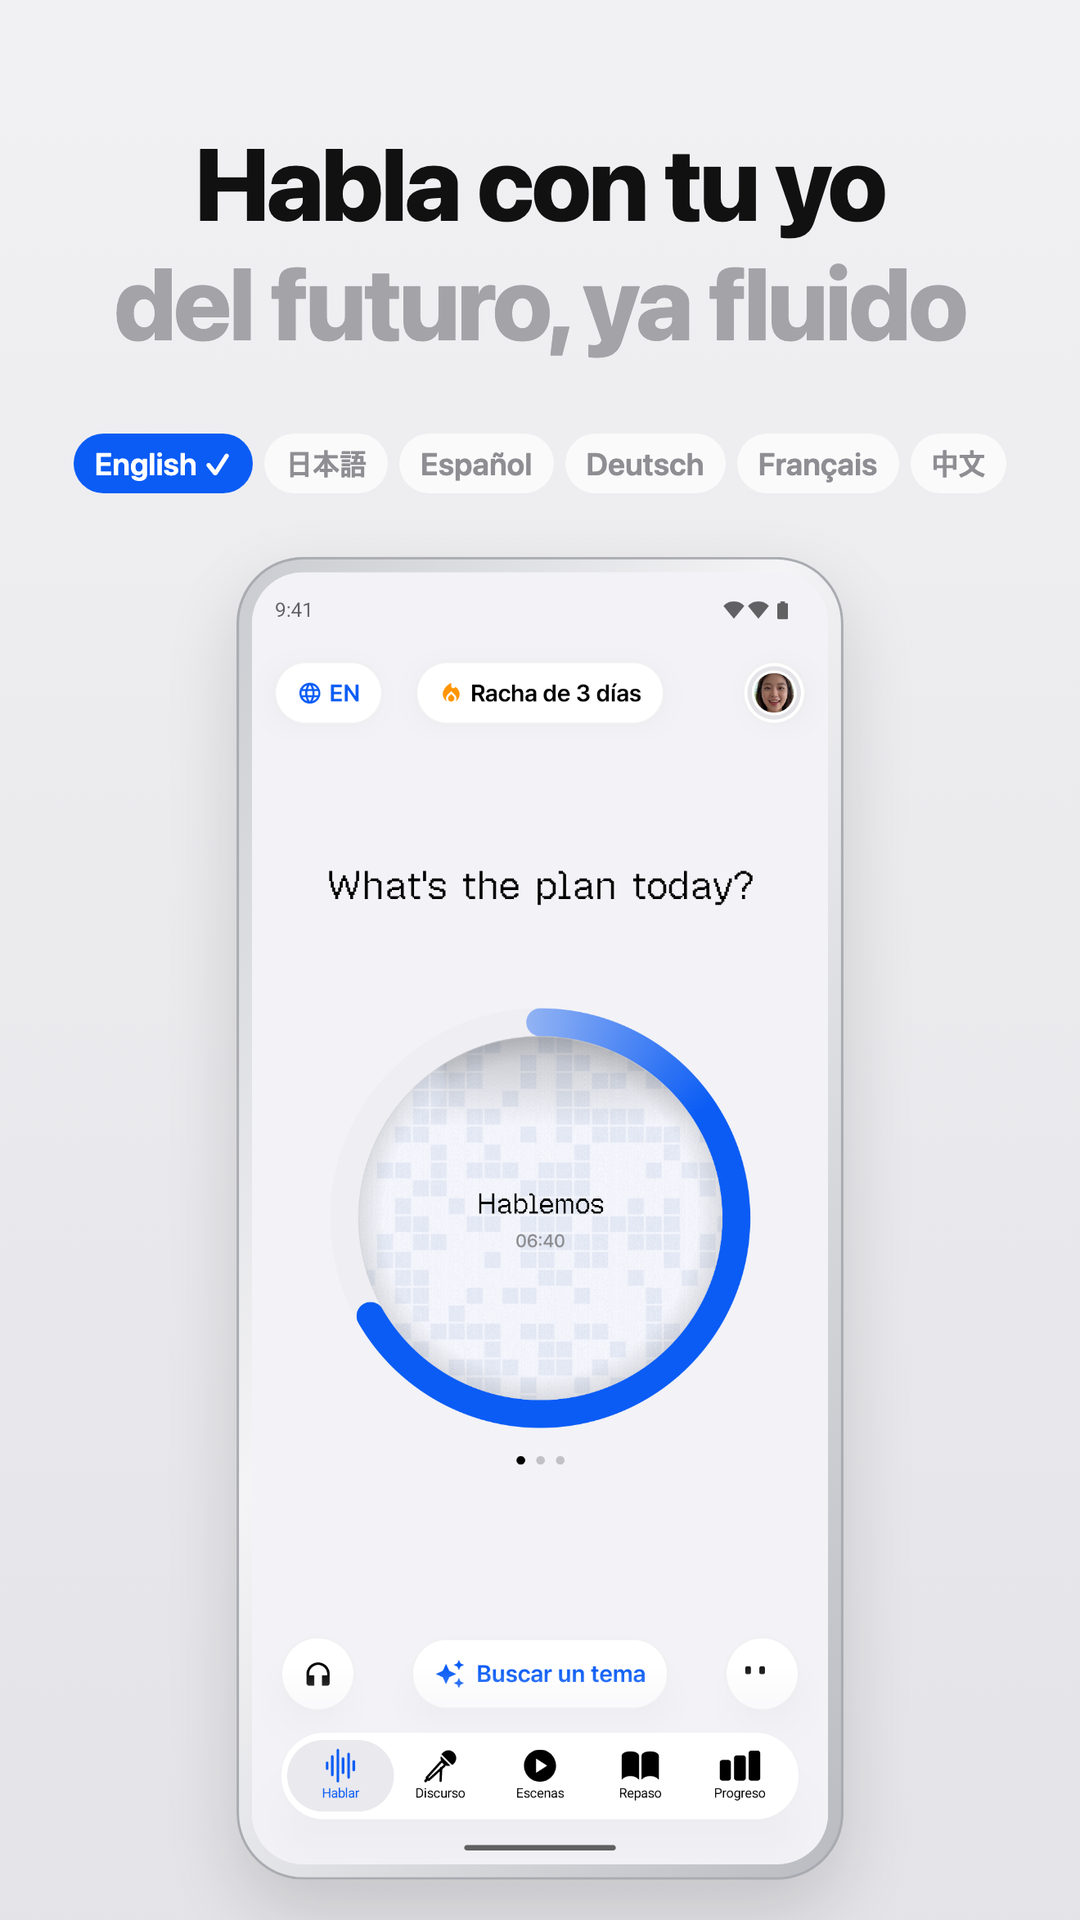 Habla con tu yo
del futuro, ya fluido
English ✓ 日本語 Español Deutsch Français 中文
9:41
EN Racha de 3 días
What's the plan today?
Hablemos
06:40
Buscar un tema
Hablar Discurso Escenas Repaso Progreso